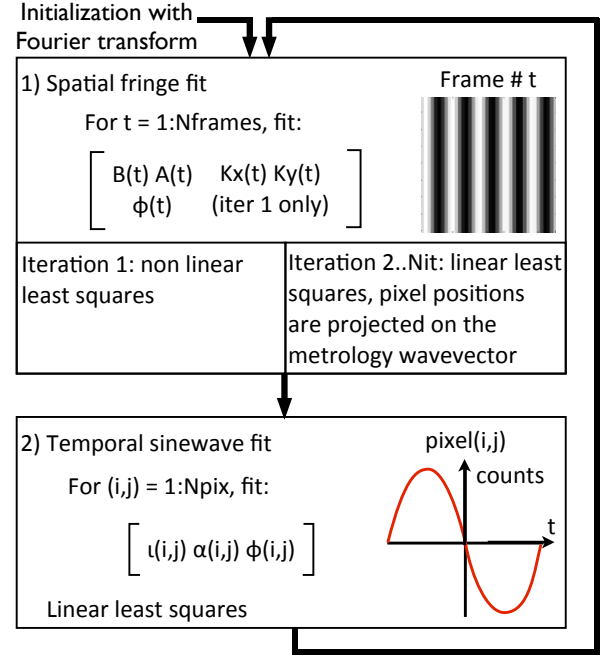 Initialization with
Fourier transform
1) Spatial fringe fit
Frame # t
For t = 1:Nframes, fit:
B(t) A(t) Kx(t) Ky(t)
ϕ(t) (iter 1 only)
Iteration 1: non linear
least squares
Iteration 2..Nit: linear least
squares, pixel positions
are projected on the
metrology wavevector
2) Temporal sinewave fit
pixel(i,j)
counts
For (i,j) = 1:Npix, fit:
t
ι(i,j) α(i,j) ϕ(i,j)
Linear least squares